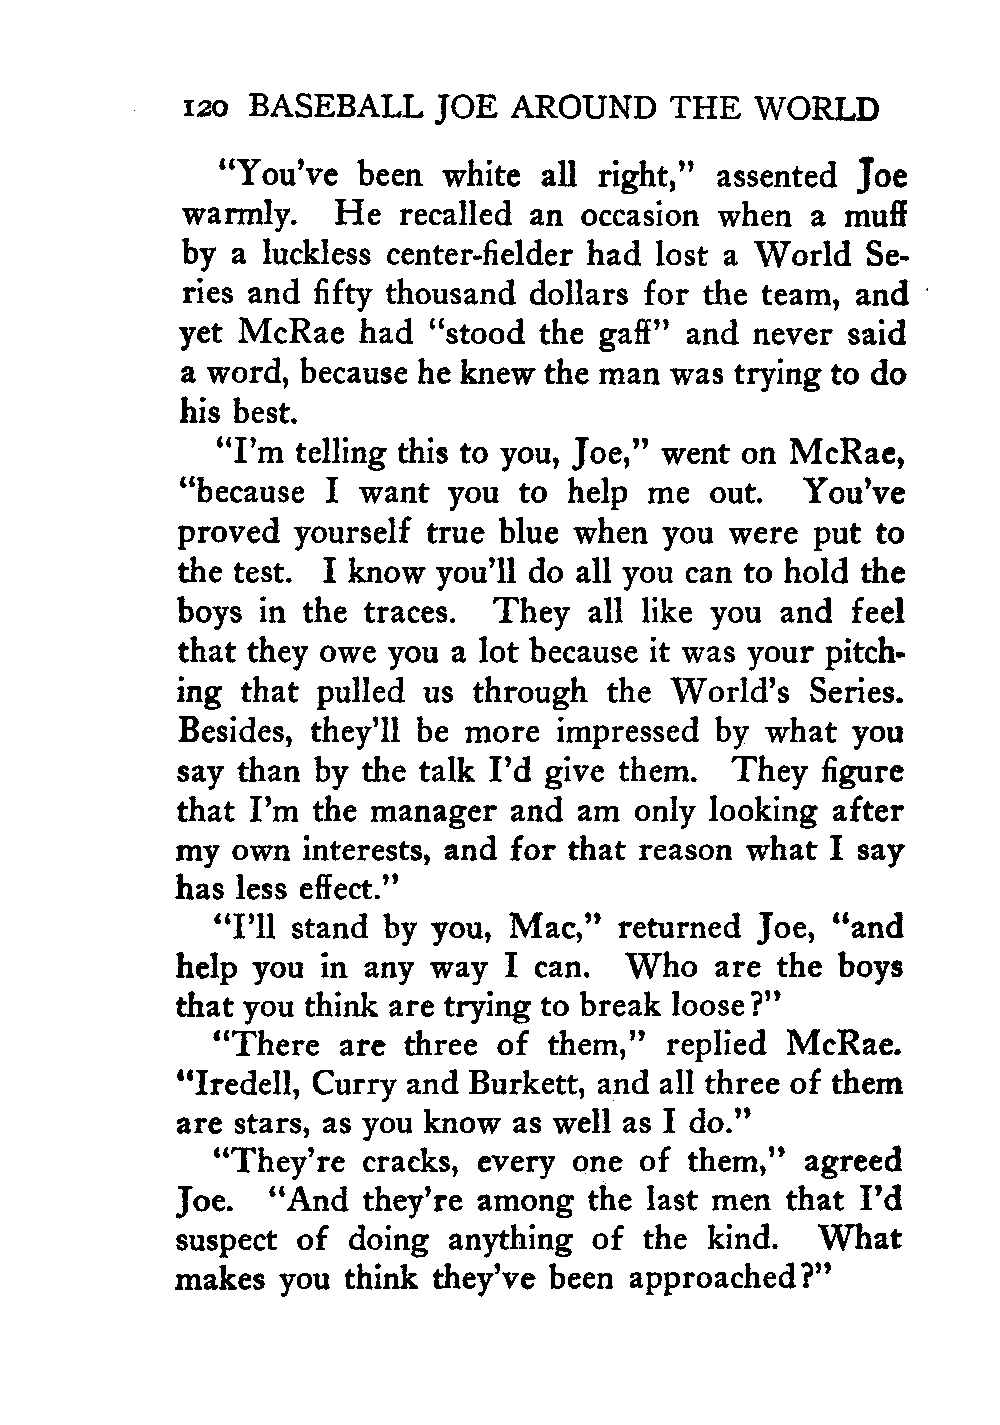 120 BASEBALL JOE AROUND THE WORLD
“You’ve been white all right,” assented Joe
warmly. He recalled an occasion when a muff
by a luckless center-fielder had lost a World Se-
ries and fifty thousand dollars for the team, and
yet McRae had “stood the gaff” and never said
a word, because he knew the man was trying to do
his best.
“I’m telling this to you, Joe,” went on McRae,
“because I want you to help me out. You’ve
proved yourself true blue when you were put to
the test. I know you’ll do all you can to hold the
boys in the traces. They all like you and feel
that they owe you a lot because it was your pitch-
ing that pulled us through the World’s Series.
Besides, they’ll be more impressed by what you
say than by the talk I’d give them. They figure
that I’m the manager and am only looking after
my own interests, and for that reason what I say
has less effect.”
“I’ll stand by you, Mac,” returned Joe, “and
help you in any way I can. Who are the boys
that you think are trying to break loose?”
“There are three of them,” replied McRae.
“Iredell, Curry and Burkett, and all three of them
are stars, as you know as well as I do.”
“They’re cracks, every one of them,” agreed
Joe. “And they’re among the last men that I’d
suspect of doing anything of the kind. What
makes you think they’ve been approached?”